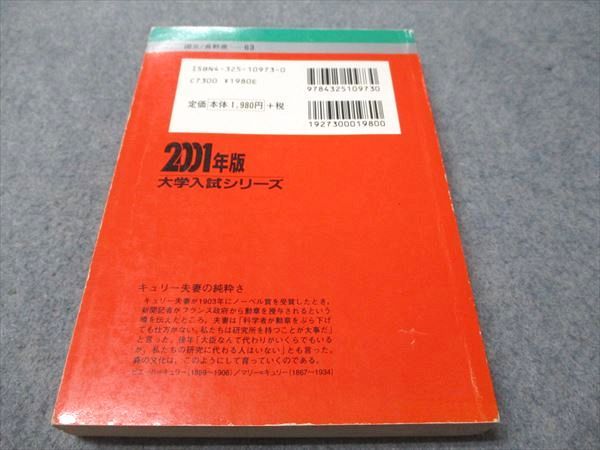 国立/長野県 63
ISBN4-325-10973-0
C7300 ¥1980E
定価 本体1,980円 +税
9784325109730
1927300019800
2001年版
大学入試シリーズ
キュリー夫妻の純粋さ
キュリー夫妻が1903年にノーベル賞を受賞したとき、
新聞記者がフランス政府から勲章を授与されるという
噂を伝えたところ、夫妻は「科学者が勲章をぶら下げ
ても仕方がない。私たちは研究所を持つことが大事だ」
と言った。後年「大臣なんて代わりがいくらでもいる
が、私たちの研究に代わる人はいない」とも言った。
真の文化は、このようにして育っていくのである。
ピエール=キュリー(1859〜1906)/マリー=キュリー(1867〜1934)